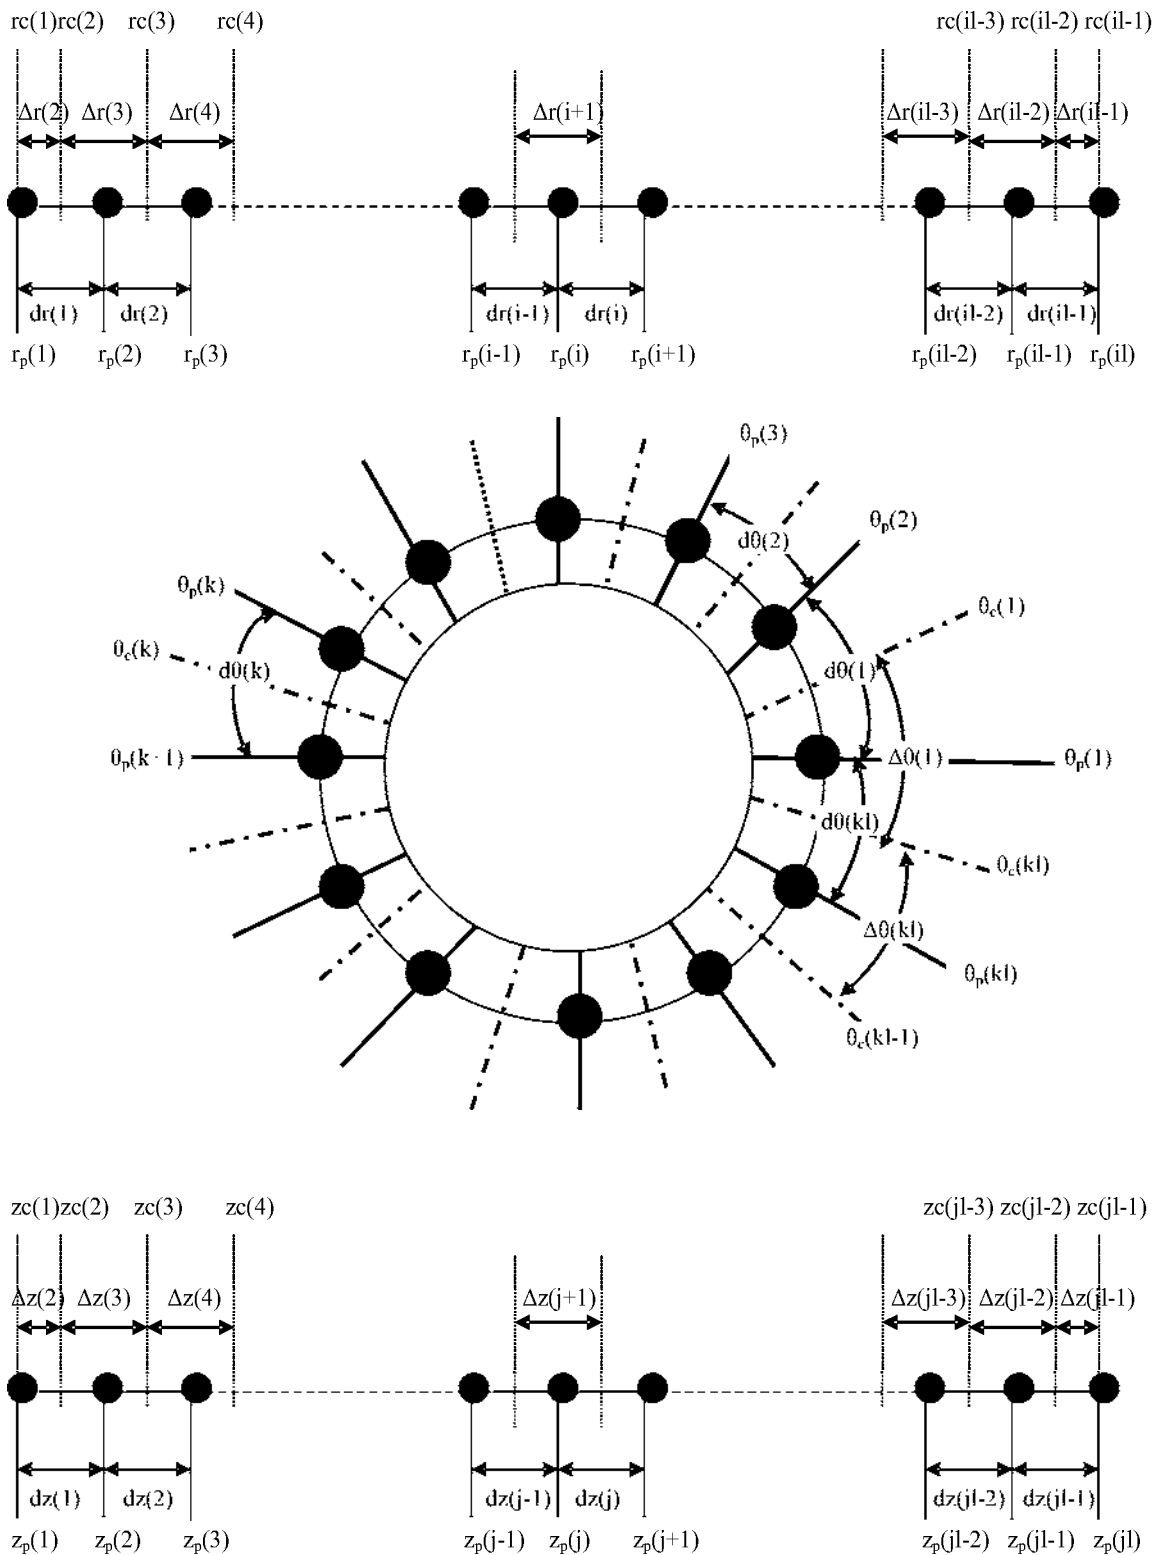 rc(1)rc(2) rc(3) rc(4) rc(il-3) rc(il-2) rc(il-1)
Δr(2) Δr(3) Δr(4) Δr(i+1) Δr(il-3) Δr(il-2) Δr(il-1)
dr(1) dr(2) dr(i-1) dr(i) dr(il-2) dr(il-1)
rp(1) rp(2) rp(3) rp(i-1) rp(i) rp(i+1) rp(il-2) rp(il-1) rp(il)
θp(3)
θp(2)
dθ(2)
θp(k)
θc(1)
θc(k)
dθ(k) dθ(1)
θp(k-1) Δθ(1) θp(1)
dθ(kl)
θc(kl)
Δθ(kl)
θp(kl)
θc(kl-1)
zc(1)zc(2) zc(3) zc(4) zc(jl-3) zc(jl-2) zc(jl-1)
Δz(2) Δz(3) Δz(4) Δz(j+1) Δz(jl-3) Δz(jl-2) Δz(jl-1)
dz(1) dz(2) dz(j-1) dz(j) dz(jl-2) dz(jl-1)
zp(1) zp(2) zp(3) zp(j-1) zp(j) zp(j+1) zp(jl-2) zp(jl-1) zp(jl)